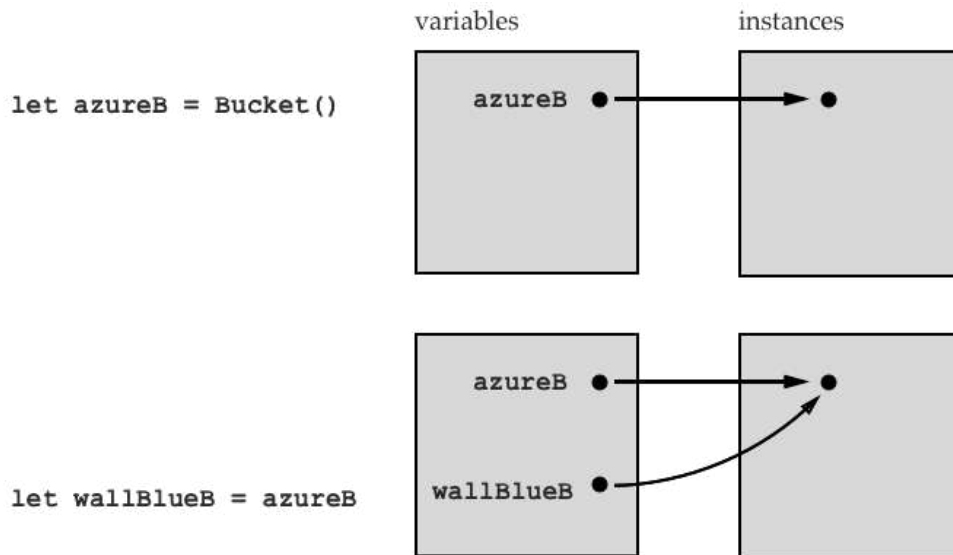 variables instances
let azureB = Bucket() azureB
azureB
let wallBlueB = azureB wallBlueB